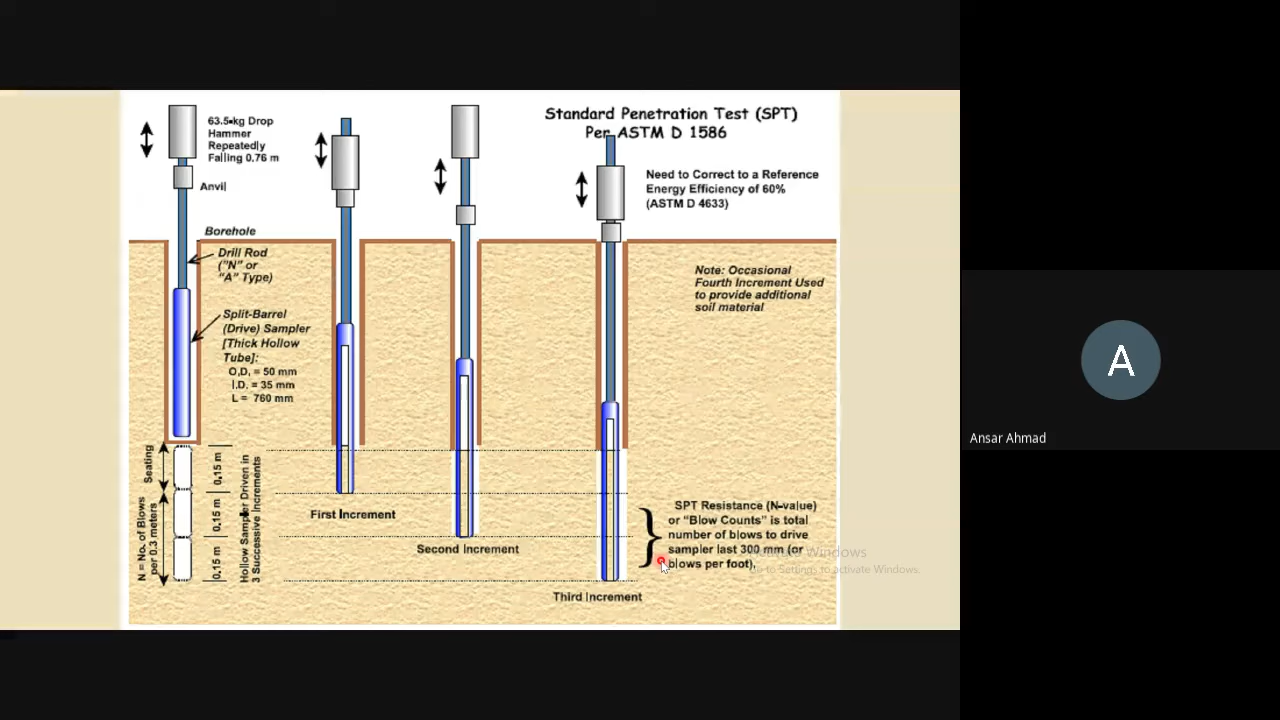 Standard Penetration Test (SPT)
Per ASTM D 1586
63.5-kg Drop
Hammer
Repeatedly
Falling 0.76 m
Anvil
Need to Correct to a Reference
Energy Efficiency of 60%
(ASTM D 4633)
Borehole
Drill Rod
("N" or
"A" Type)
Note: Occasional
Fourth Increment Used
to provide additional
soil material
Split-Barrel
(Drive) Sampler
[Thick Hollow
Tube]:
O.D. = 50 mm
I.D. = 35 mm
L = 760 mm
Seating
0.15 m
N = No. of Blows
per 0.3 meters
0.15 m
0.15 m
Hollow Sampler Driven in
3 Successive Increments
First Increment
Second Increment
Third Increment
SPT Resistance (N-value)
or "Blow Counts" is total
number of blows to drive
sampler last 300 mm (or
blows per foot).
Activate Windows
Go to Settings to activate Windows.
A
Ansar Ahmad